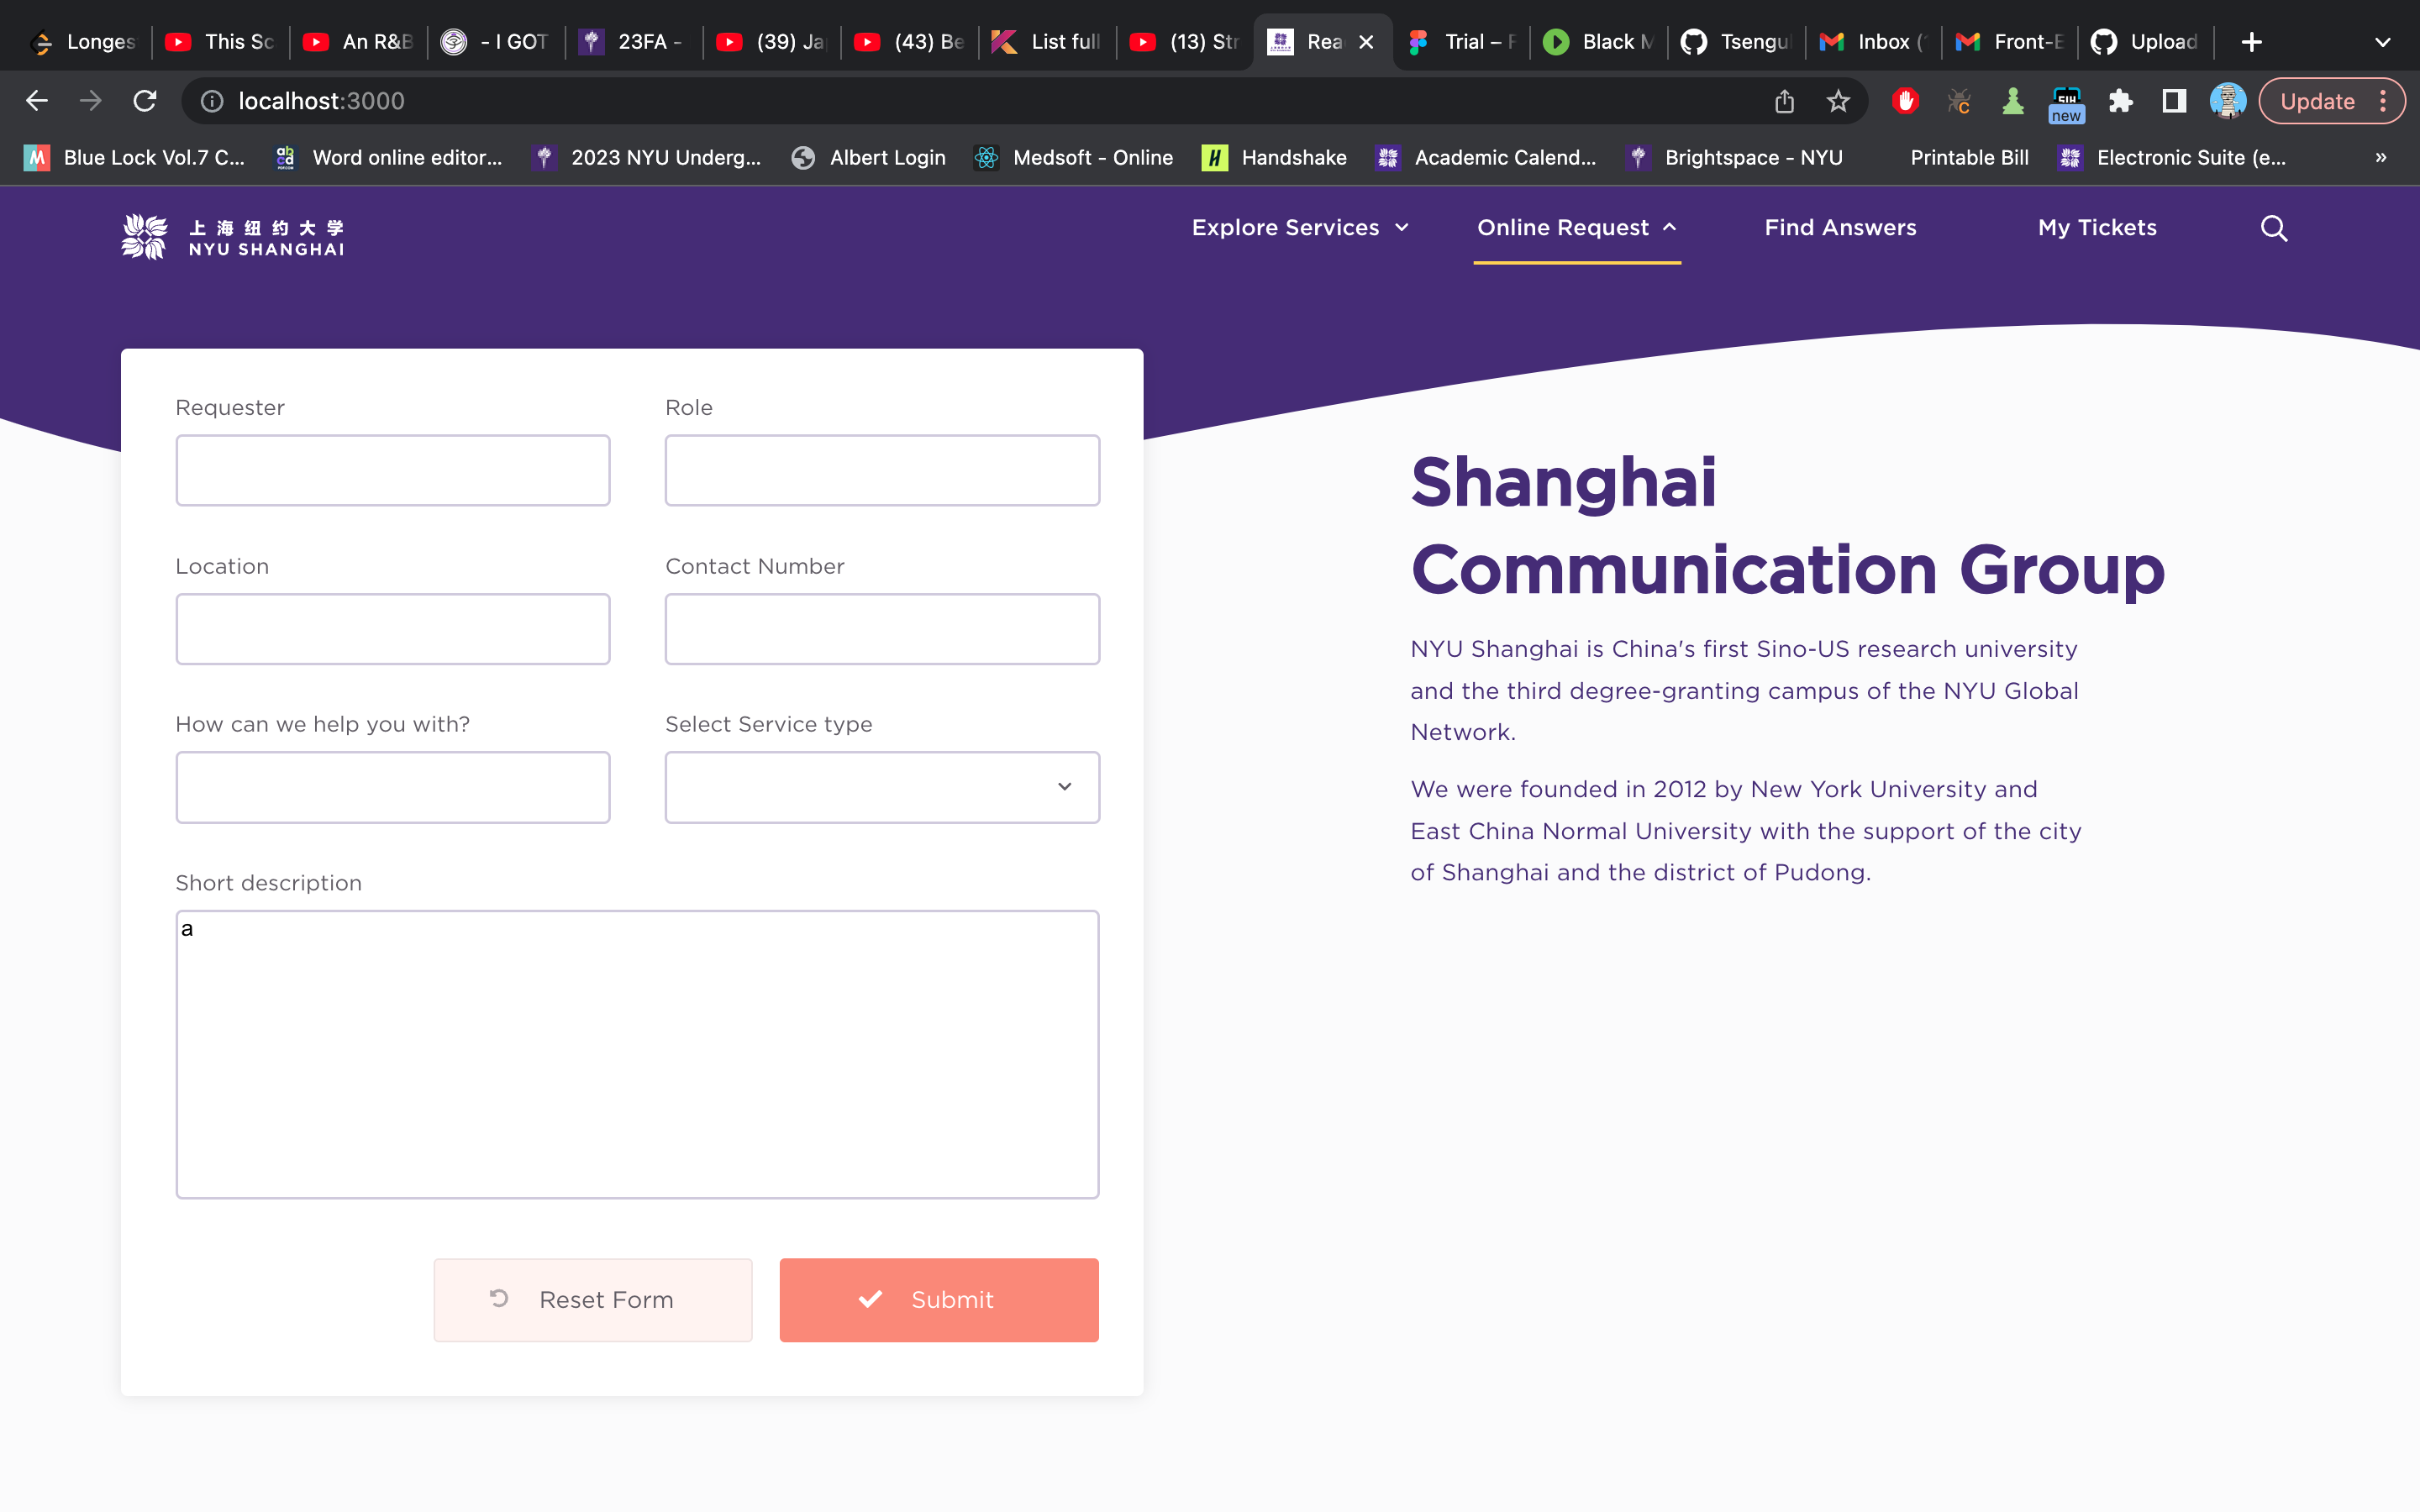 Longes
This Sc
An R&B
- I GOT
23FA -
(39) Ja
(43) Be
List full
(13) Str
Rea
Trial –
Black M
Tsengu
Inbox (
Front-E
Upload
localhost:3000
new
Update
Blue Lock Vol.7 C...
Word online editor...
2023 NYU Underg...
Albert Login
Medsoft - Online
Handshake
Academic Calend...
Brightspace - NYU
Printable Bill
Electronic Suite (e...
»
上海纽约大学
NYU SHANGHAI
Explore Services
Online Request
Find Answers
My Tickets
Requester
Role
Location
Contact Number
How can we help you with?
Select Service type
Short description
a
Reset Form
Submit
Shanghai
Communication Group
NYU Shanghai is China's first Sino-US research university
and the third degree-granting campus of the NYU Global
Network.
We were founded in 2012 by New York University and
East China Normal University with the support of the city
of Shanghai and the district of Pudong.